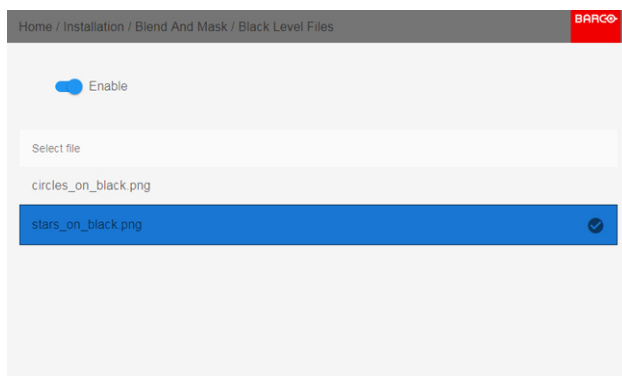 Home / Installation / Blend And Mask / Black Level Files
BARCO
Enable
Select file
circles_on_black.png
stars_on_black.png